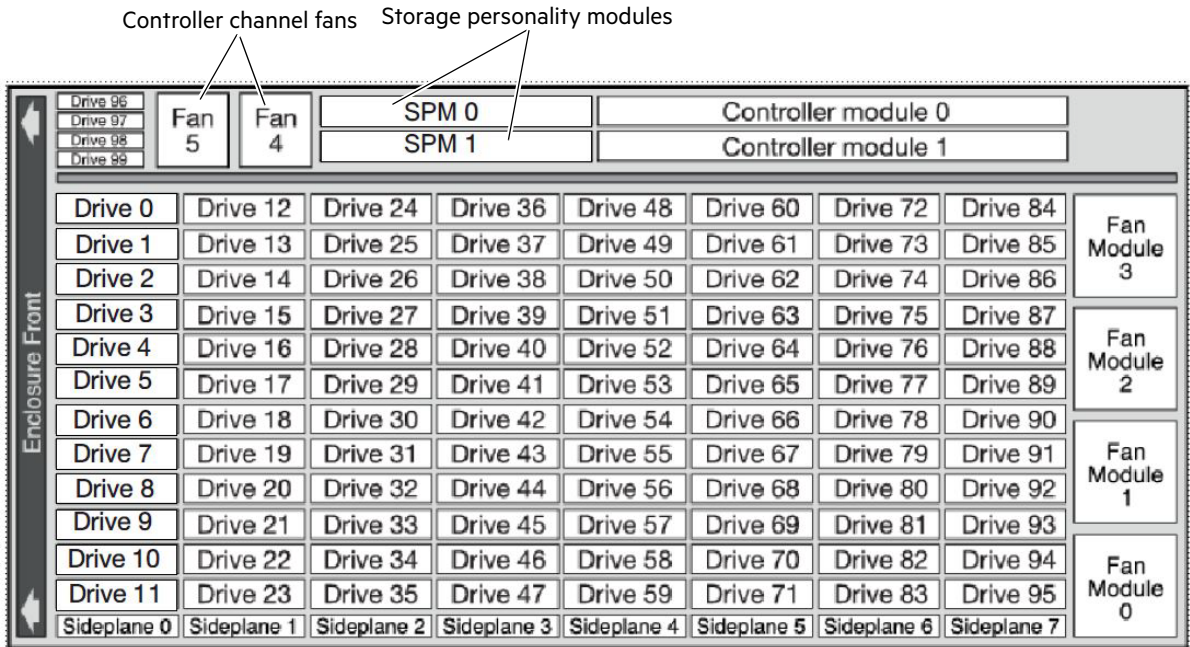 Controller channel fans Storage personality modules
Drive 96
Drive 97
Drive 98
Drive 99
Fan
5
Fan
4
SPM 0
SPM 1
Controller module 0
Controller module 1
Enclosure Front
Drive 0 Drive 12 Drive 24 Drive 36 Drive 48 Drive 60 Drive 72 Drive 84
Drive 1 Drive 13 Drive 25 Drive 37 Drive 49 Drive 61 Drive 73 Drive 85
Drive 2 Drive 14 Drive 26 Drive 38 Drive 50 Drive 62 Drive 74 Drive 86
Drive 3 Drive 15 Drive 27 Drive 39 Drive 51 Drive 63 Drive 75 Drive 87
Drive 4 Drive 16 Drive 28 Drive 40 Drive 52 Drive 64 Drive 76 Drive 88
Drive 5 Drive 17 Drive 29 Drive 41 Drive 53 Drive 65 Drive 77 Drive 89
Drive 6 Drive 18 Drive 30 Drive 42 Drive 54 Drive 66 Drive 78 Drive 90
Drive 7 Drive 19 Drive 31 Drive 43 Drive 55 Drive 67 Drive 79 Drive 91
Drive 8 Drive 20 Drive 32 Drive 44 Drive 56 Drive 68 Drive 80 Drive 92
Drive 9 Drive 21 Drive 33 Drive 45 Drive 57 Drive 69 Drive 81 Drive 93
Drive 10 Drive 22 Drive 34 Drive 46 Drive 58 Drive 70 Drive 82 Drive 94
Drive 11 Drive 23 Drive 35 Drive 47 Drive 59 Drive 71 Drive 83 Drive 95
Sideplane 0 Sideplane 1 Sideplane 2 Sideplane 3 Sideplane 4 Sideplane 5 Sideplane 6 Sideplane 7
Fan
Module
3
Fan
Module
2
Fan
Module
1
Fan
Module
0